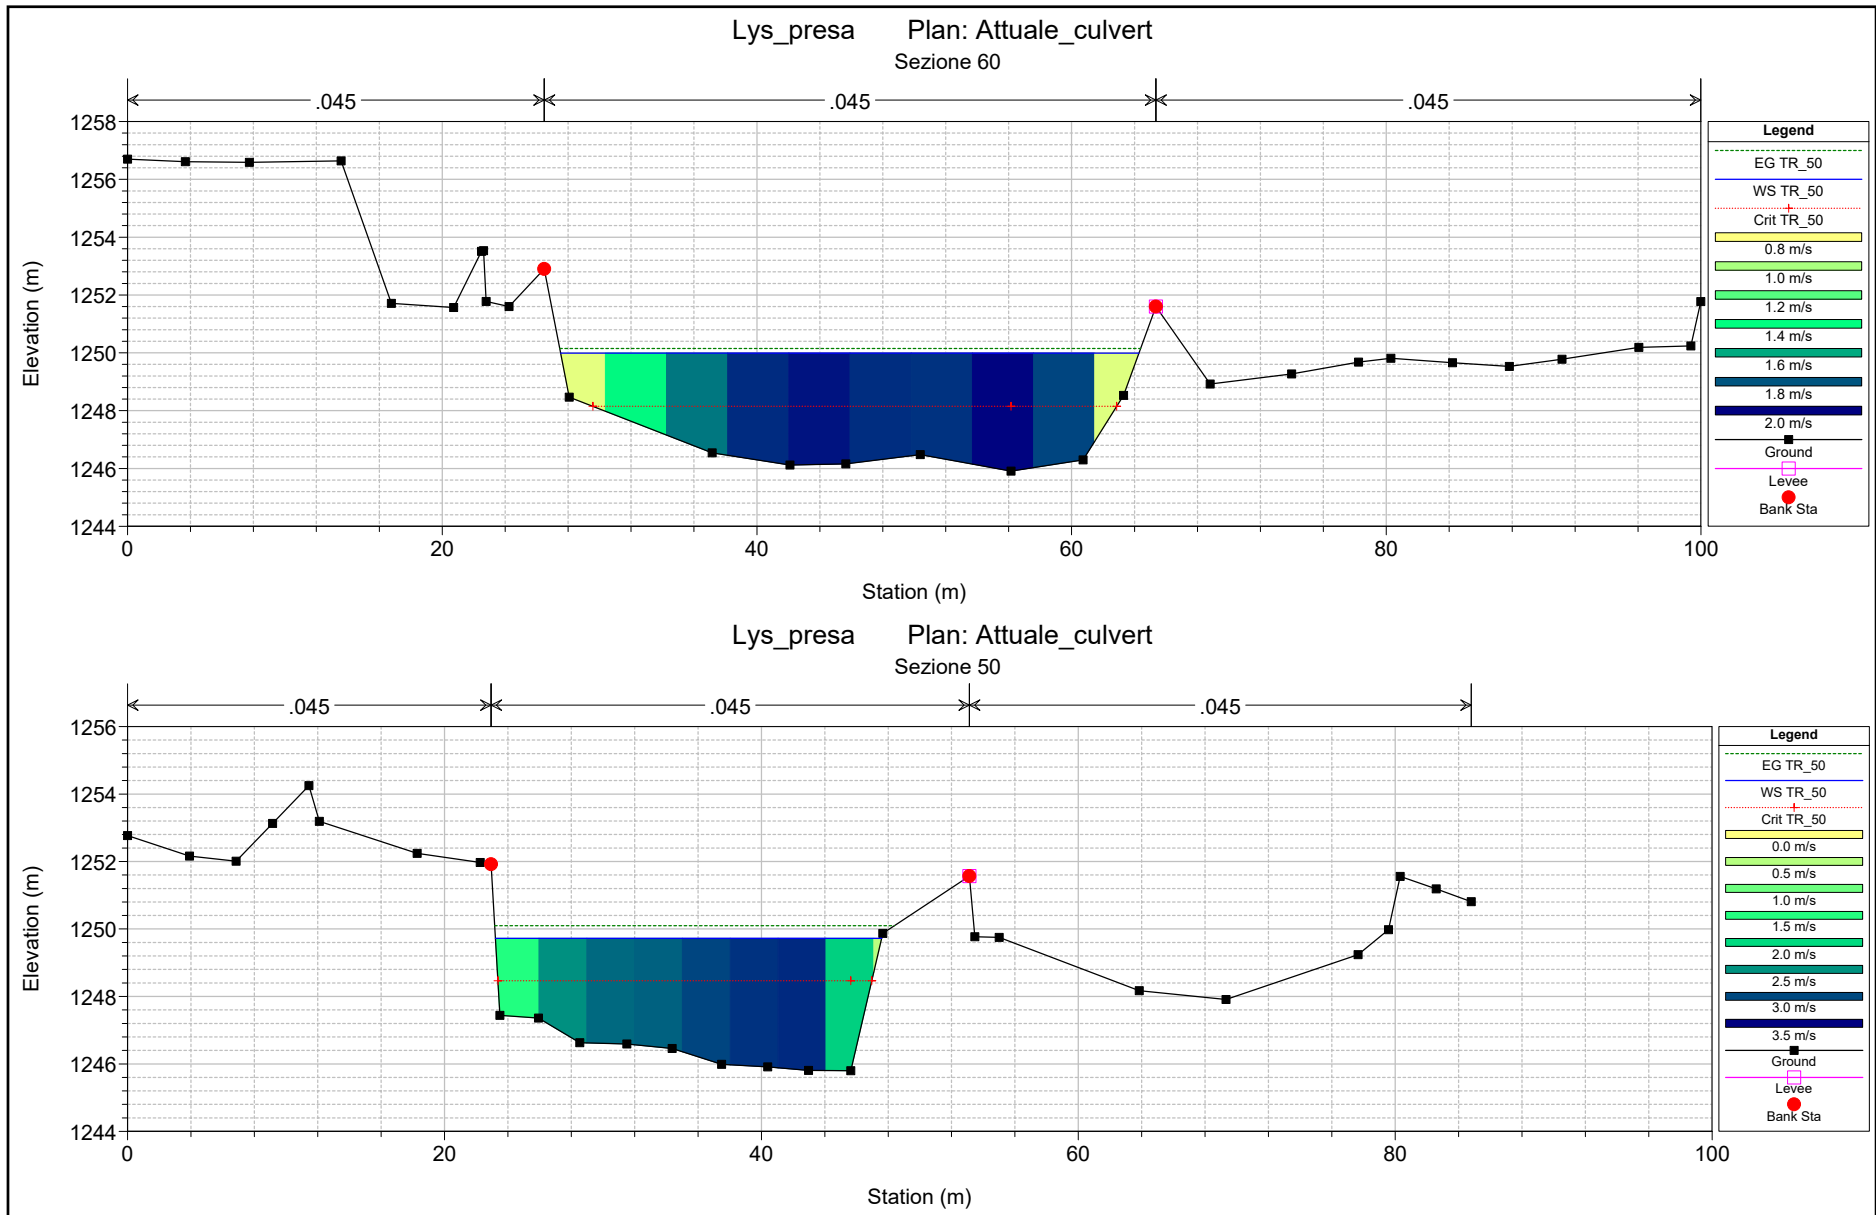 Lys_presa Plan: Attuale_culvert
Sezione 60
.045 .045 .045
1258
1256
1254
1252
1250
1248
1246
1244
Elevation (m)
0 20 40 60 80 100
Station (m)
Legend
EG TR_50
WS TR_50
Crit TR_50
0.8 m/s
1.0 m/s
1.2 m/s
1.4 m/s
1.6 m/s
1.8 m/s
2.0 m/s
Ground
Levee
Bank Sta
Lys_presa Plan: Attuale_culvert
Sezione 50
.045 .045 .045
1256
1254
1252
1250
1248
1246
1244
Elevation (m)
0 20 40 60 80 100
Station (m)
Legend
EG TR_50
WS TR_50
Crit TR_50
0.0 m/s
0.5 m/s
1.0 m/s
1.5 m/s
2.0 m/s
2.5 m/s
3.0 m/s
3.5 m/s
Ground
Levee
Bank Sta